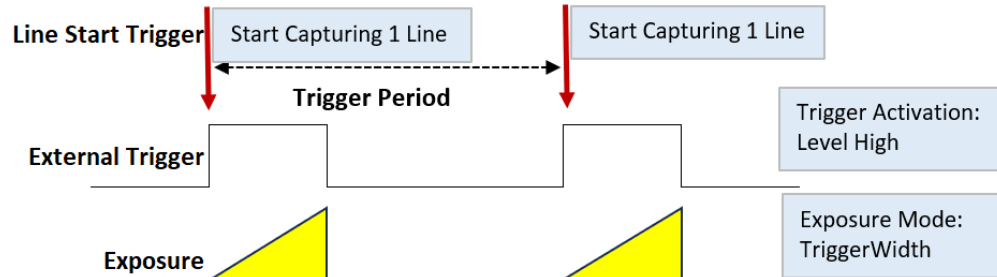 Line Start Trigger
Start Capturing 1 Line
Start Capturing 1 Line
Trigger Period
External Trigger
Trigger Activation:
Level High
Exposure
Exposure Mode:
TriggerWidth